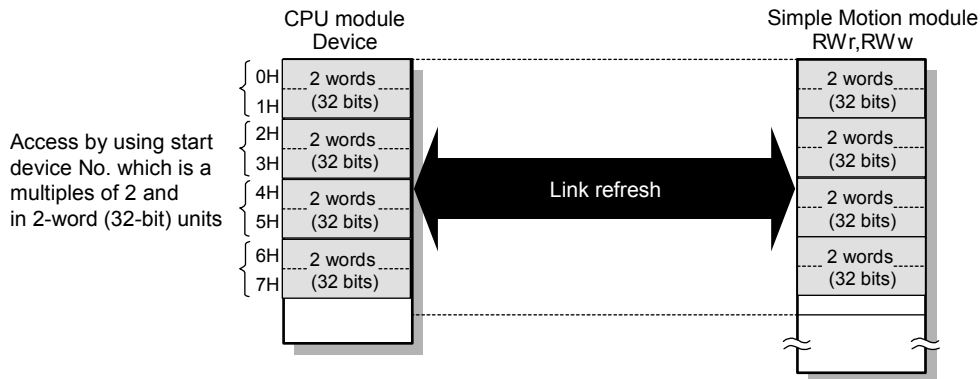 CPU module
Device
Simple Motion module
RWr,RWw
Access by using start
device No. which is a
multiples of 2 and
in 2-word (32-bit) units
0H
1H
2H
3H
4H
5H
6H
7H
2 words
(32 bits)
2 words
(32 bits)
2 words
(32 bits)
2 words
(32 bits)
Link refresh
2 words
(32 bits)
2 words
(32 bits)
2 words
(32 bits)
2 words
(32 bits)